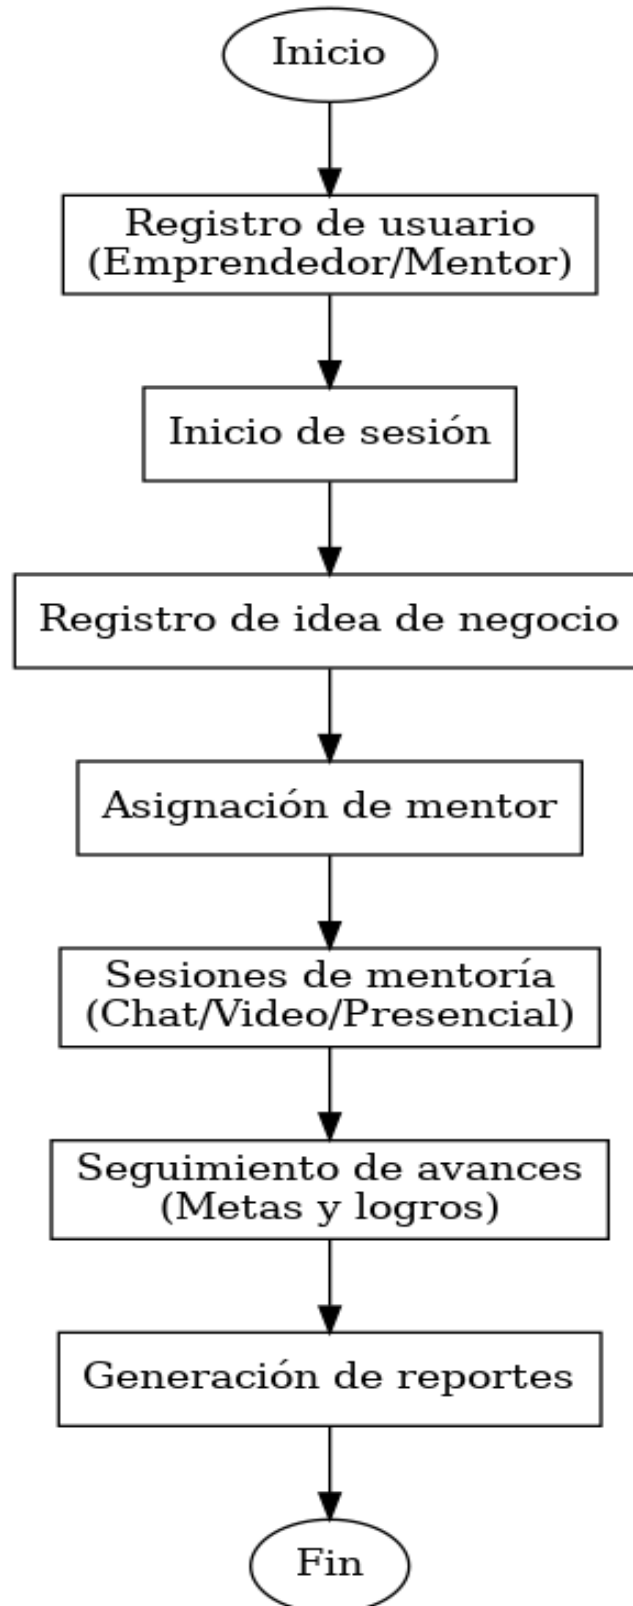 Inicio
Registro de usuario
(Emprendedor/Mentor)
Inicio de sesión
Registro de idea de negocio
Asignación de mentor
Sesiones de mentoría
(Chat/Video/Presencial)
Seguimiento de avances
(Metas y logros)
Generación de reportes
Fin